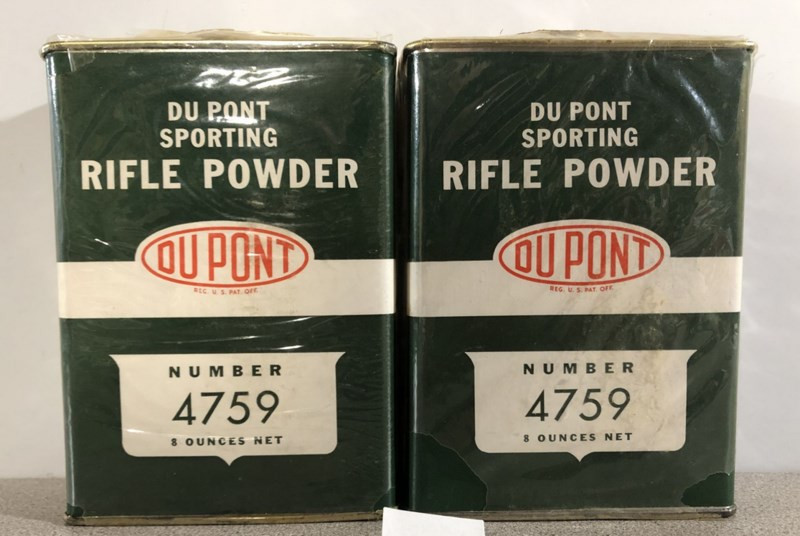 DU PONT
SPORTING
RIFLE POWDER
DU PONT
REG. U. S. PAT. OFF.
NUMBER
4759
8 OUNCES NET
DU PONT
SPORTING
RIFLE POWDER
DU PONT
REG. U. S. PAT. OFF.
NUMBER
4759
8 OUNCES NET